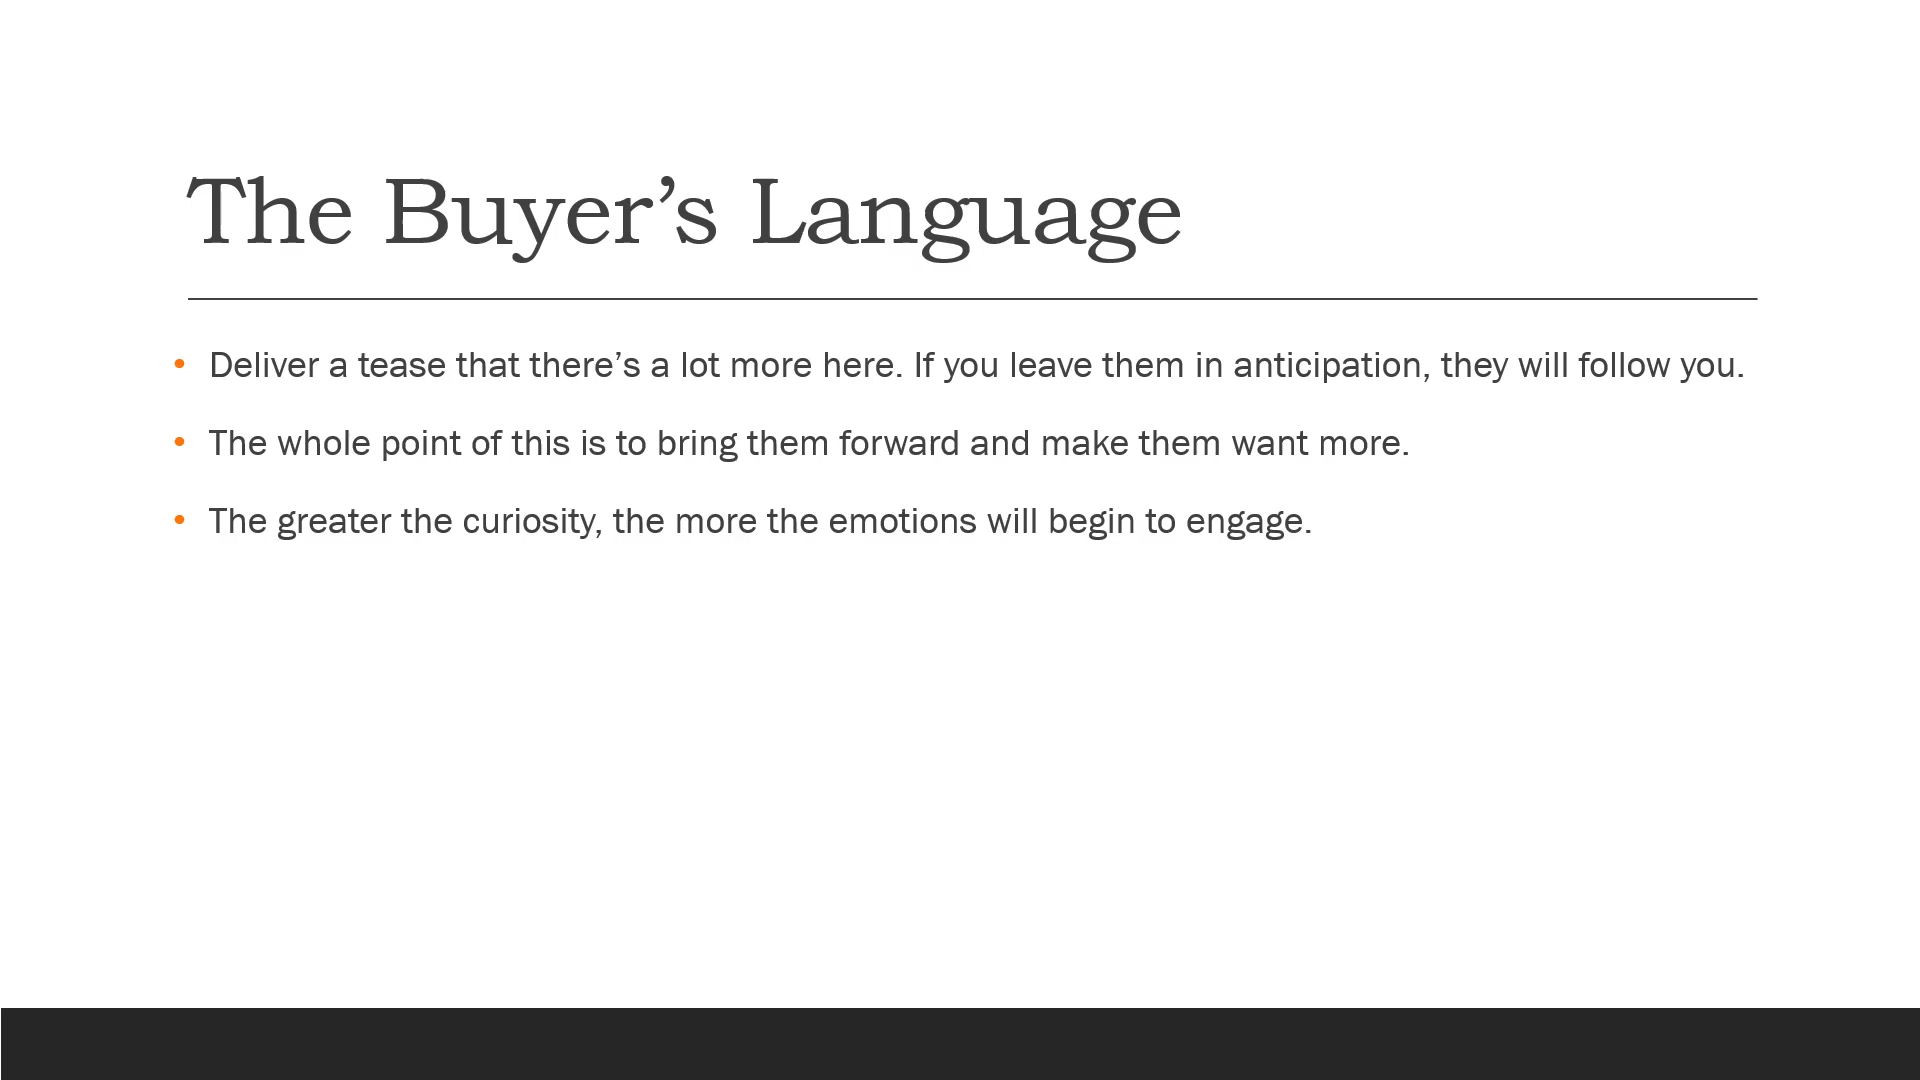 The Buyer’s Language
• Deliver a tease that there’s a lot more here. If you leave them in anticipation, they will follow you.
• The whole point of this is to bring them forward and make them want more.
• The greater the curiosity, the more the emotions will begin to engage.